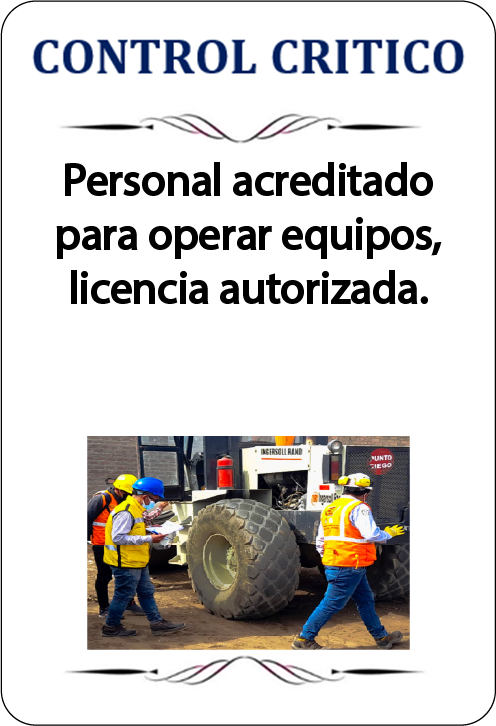 CONTROL CRITICO
Personal acreditado
para operar equipos,
licencia autorizada.
INGERSOLL RAND
PUNTO
CIEGO